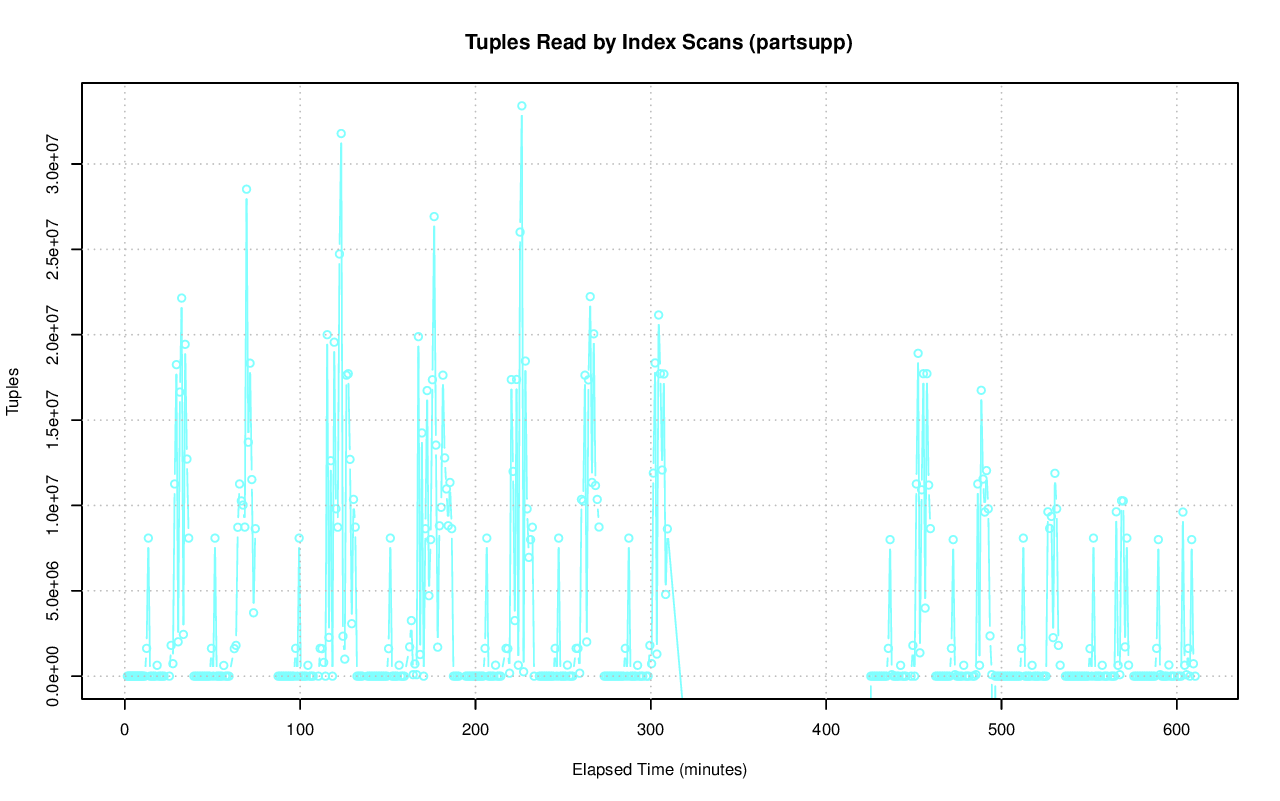 Tuples Read by Index Scans (partsupp)
Tuples
3.0e+07
2.5e+07
2.0e+07
1.5e+07
1.0e+07
5.0e+06
0.0e+00
0 100 200 300 400 500 600
Elapsed Time (minutes)